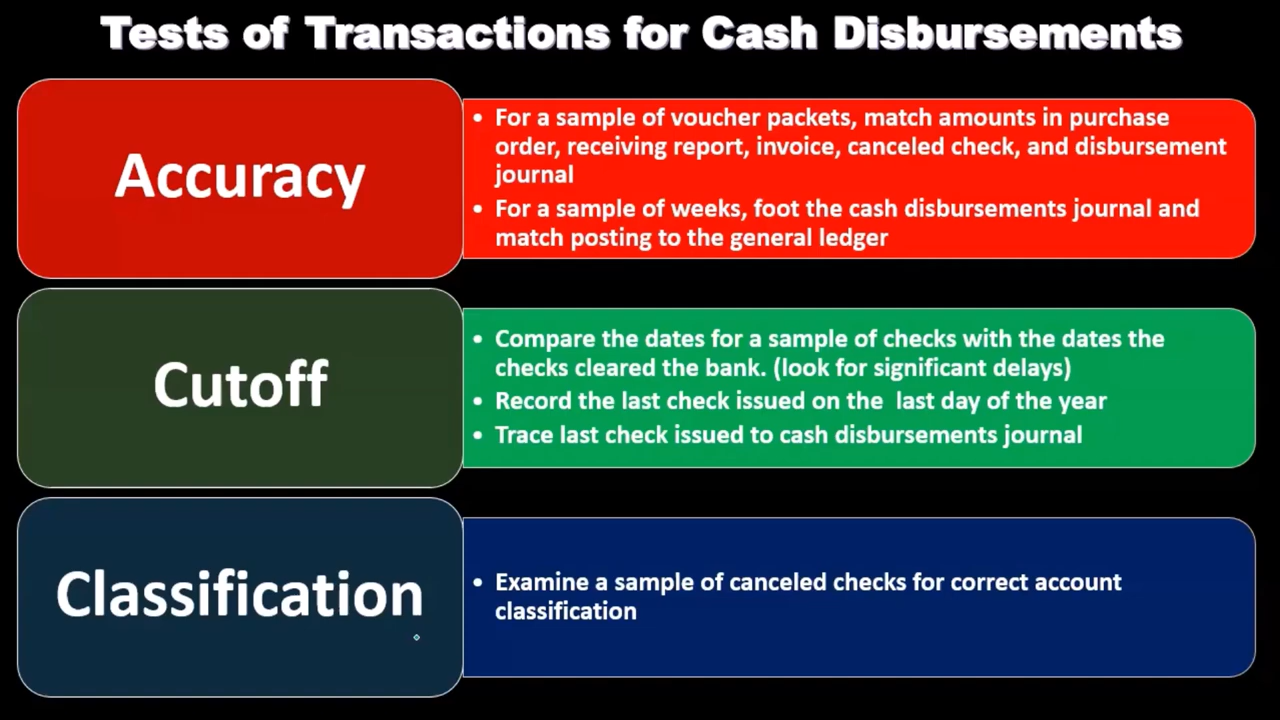 Tests of Transactions for Cash Disbursements
Accuracy
• For a sample of voucher packets, match amounts in purchase
order, receiving report, invoice, canceled check, and disbursement
journal
• For a sample of weeks, foot the cash disbursements journal and
match posting to the general ledger
Cutoff
• Compare the dates for a sample of checks with the dates the
checks cleared the bank. (look for significant delays)
• Record the last check issued on the  last day of the year
• Trace last check issued to cash disbursements journal
Classification
• Examine a sample of canceled checks for correct account
classification